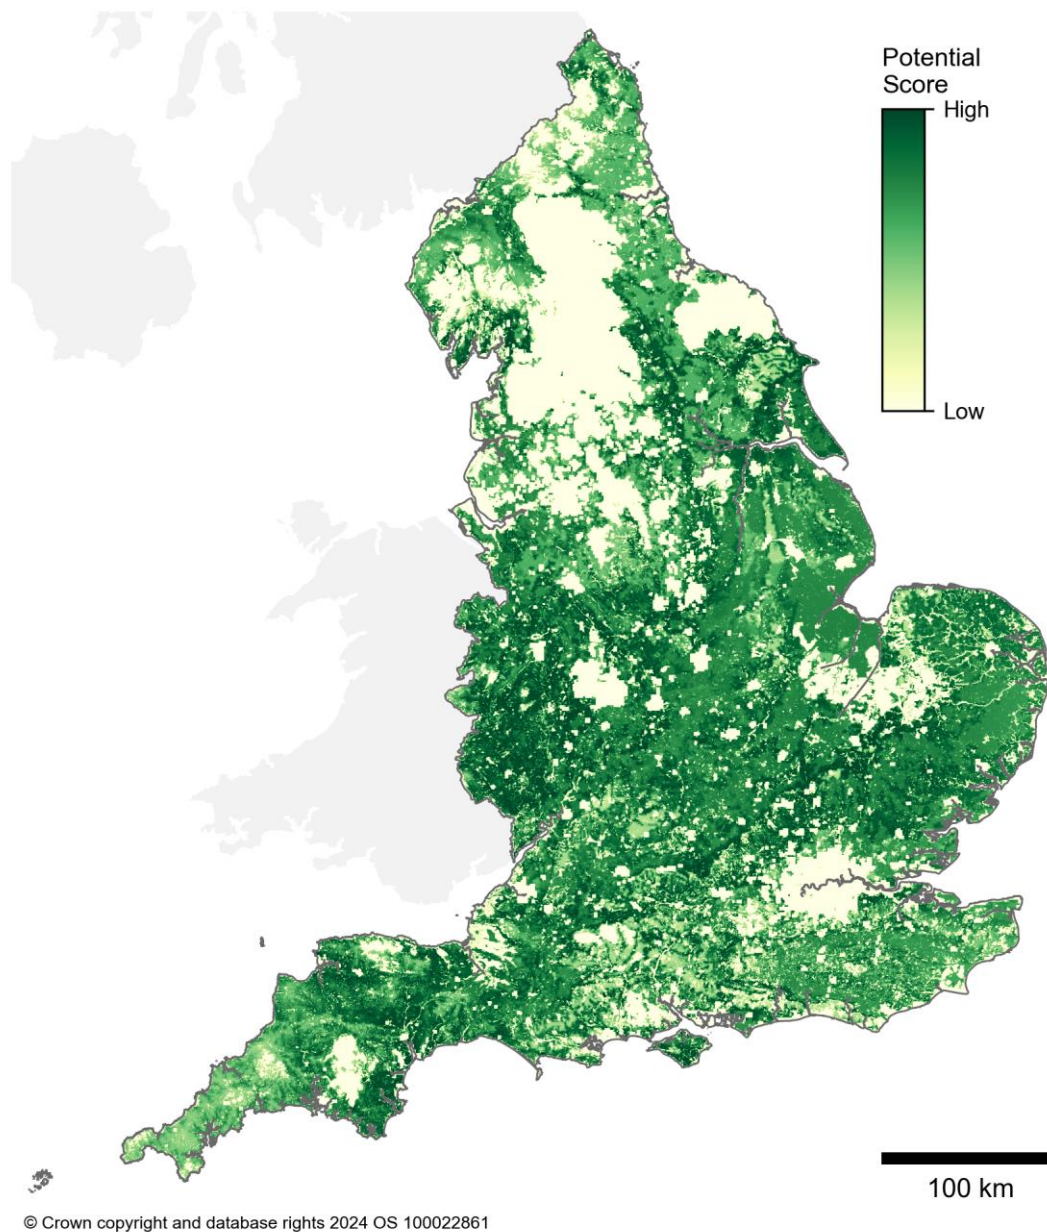 Potential
Score
High
Low
100 km
© Crown copyright and database rights 2024 OS 100022861